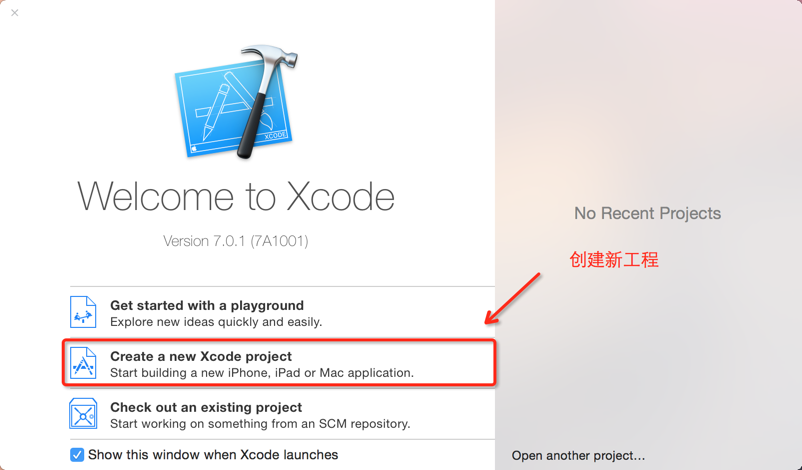 XCODE
Welcome to Xcode
Version 7.0.1 (7A1001)
Get started with a playground
Explore new ideas quickly and easily.
Create a new Xcode project
Start building a new iPhone, iPad or Mac application.
Check out an existing project
Start working on something from an SCM repository.
Show this window when Xcode launches
No Recent Projects
创建新工程
Open another project...